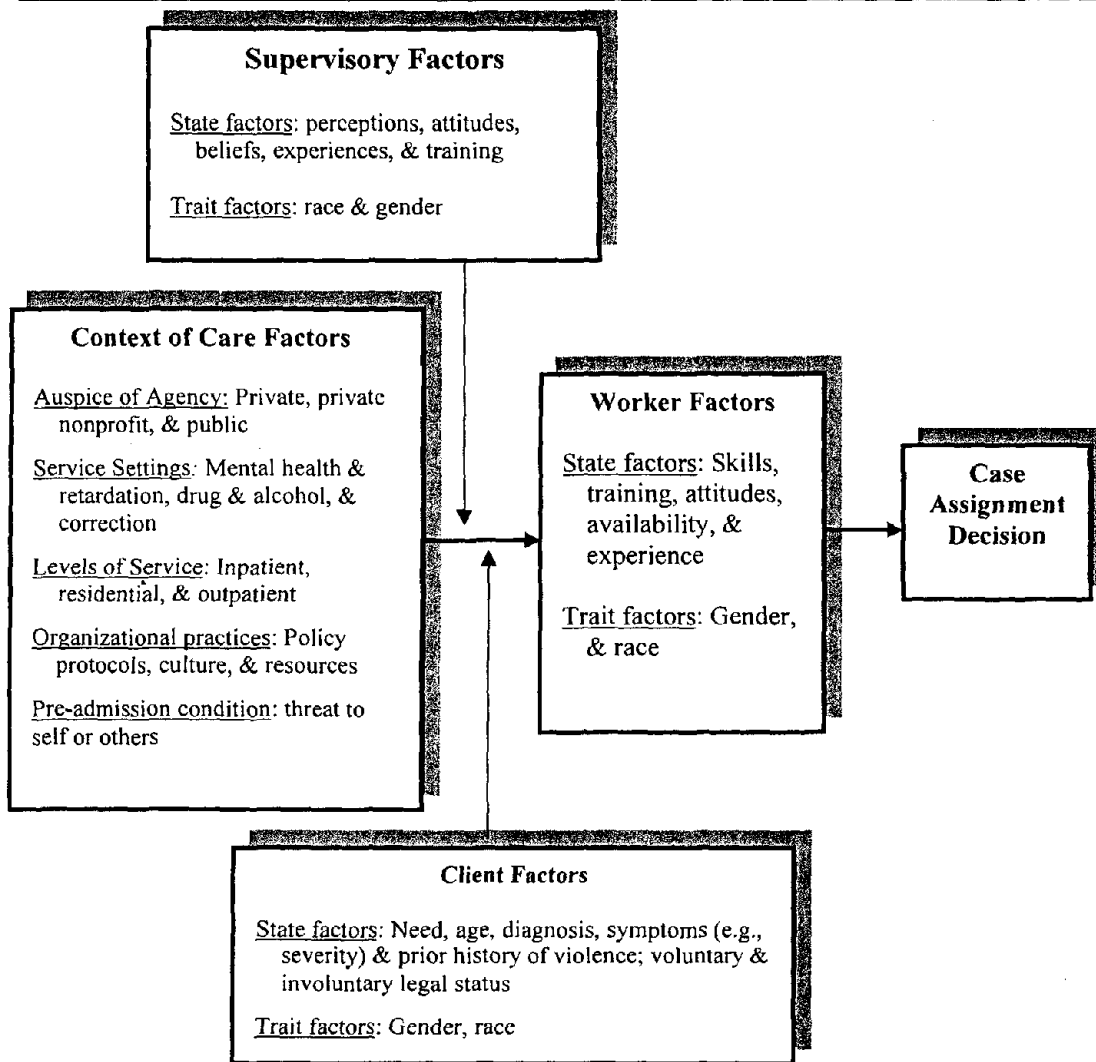 Supervisory Factors
State factors: perceptions, attitudes,
beliefs, experiences, & training
Trait factors: race & gender
Context of Care Factors
Auspice of Agency: Private, private
nonprofit, & public
Service Settings: Mental health &
retardation, drug & alcohol, &
correction
Levels of Service: Inpatient,
residential, & outpatient
Organizational practices: Policy
protocols, culture, & resources
Pre-admission condition: threat to
self or others
Worker Factors
State factors: Skills,
training, attitudes,
availability, &
experience
Trait factors: Gender,
& race
Case
Assignment
Decision
Client Factors
State factors: Need, age, diagnosis, symptoms (e.g.,
severity) & prior history of violence; voluntary &
involuntary legal status
Trait factors: Gender, race